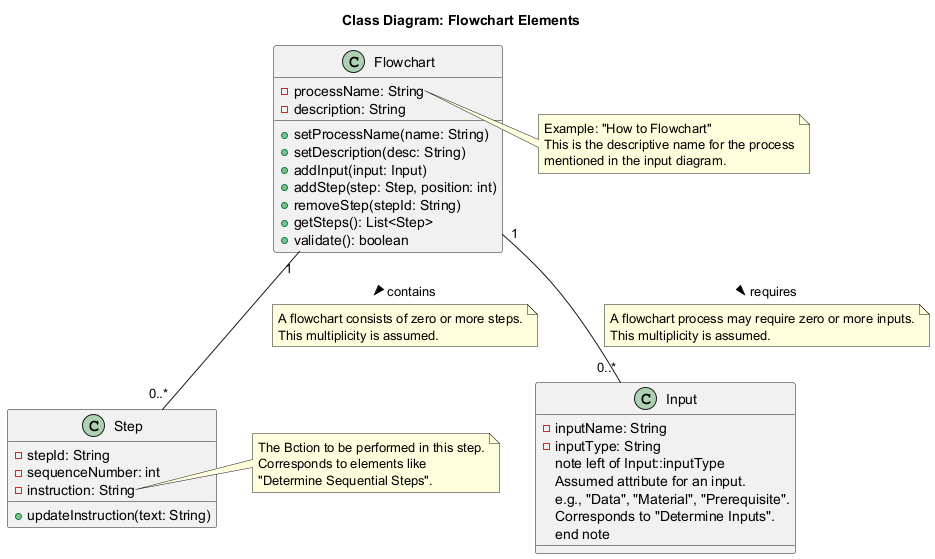 Class Diagram: Flowchart Elements
C Flowchart
processName: String
description: String
setProcessName(name: String)
setDescription(desc: String)
addInput(input: Input)
addStep(step: Step, position: int)
removeStep(stepId: String)
getSteps(): List<Step>
validate(): boolean
Example: "How to Flowchart"
This is the descriptive name for the process
mentioned in the input diagram.
1
1
contains
requires
A flowchart consists of zero or more steps.
This multiplicity is assumed.
A flowchart process may require zero or more inputs.
This multiplicity is assumed.
0..*
0..*
C Step
stepId: String
sequenceNumber: int
instruction: String
updateInstruction(text: String)
The Bction to be performed in this step.
Corresponds to elements like
"Determine Sequential Steps".
C Input
inputName: String
inputType: String
note left of Input::inputType
Assumed attribute for an input.
e.g., "Data", "Material", "Prerequisite".
Corresponds to "Determine Inputs".
end note